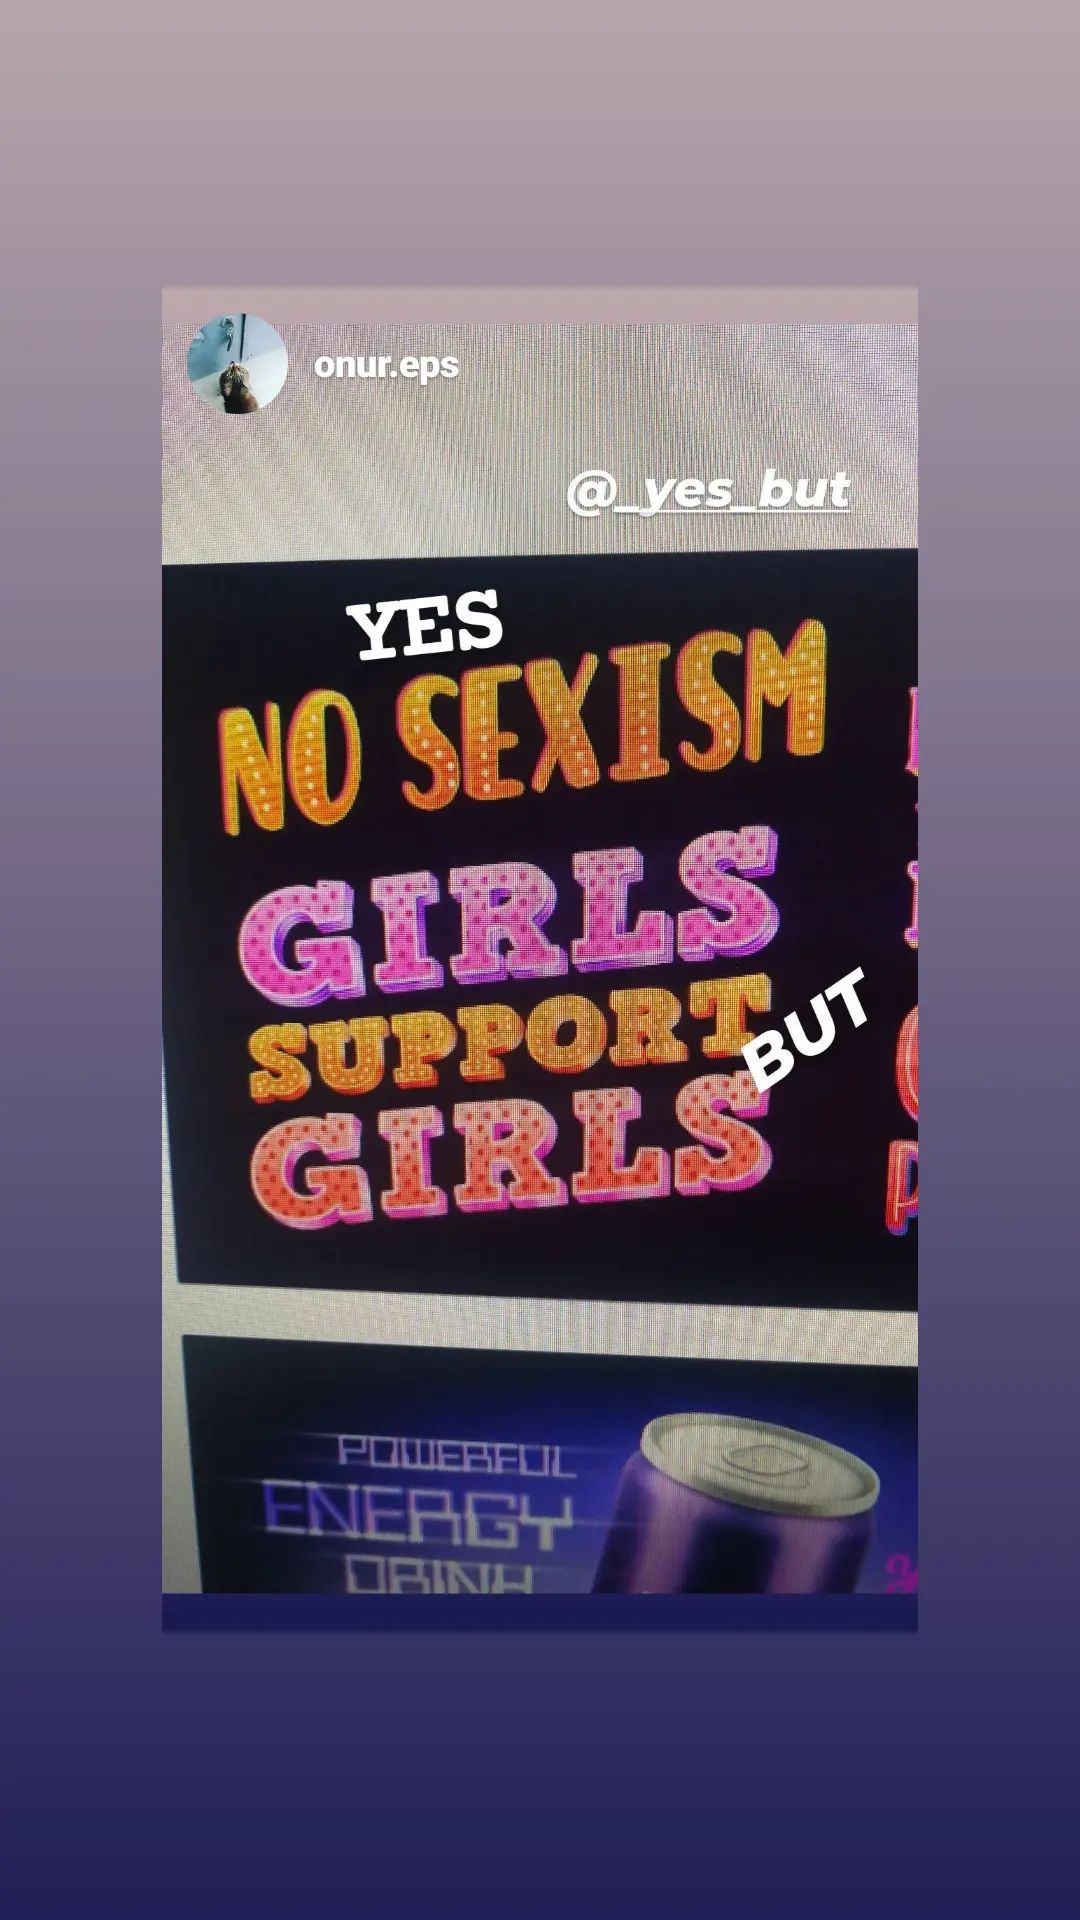 onur.eps
@_yes_but
YES
NO SEXISM
GIRLS
SUPPORT
BUT
GIRLS
POWERFUL
ENERGY
DRINK